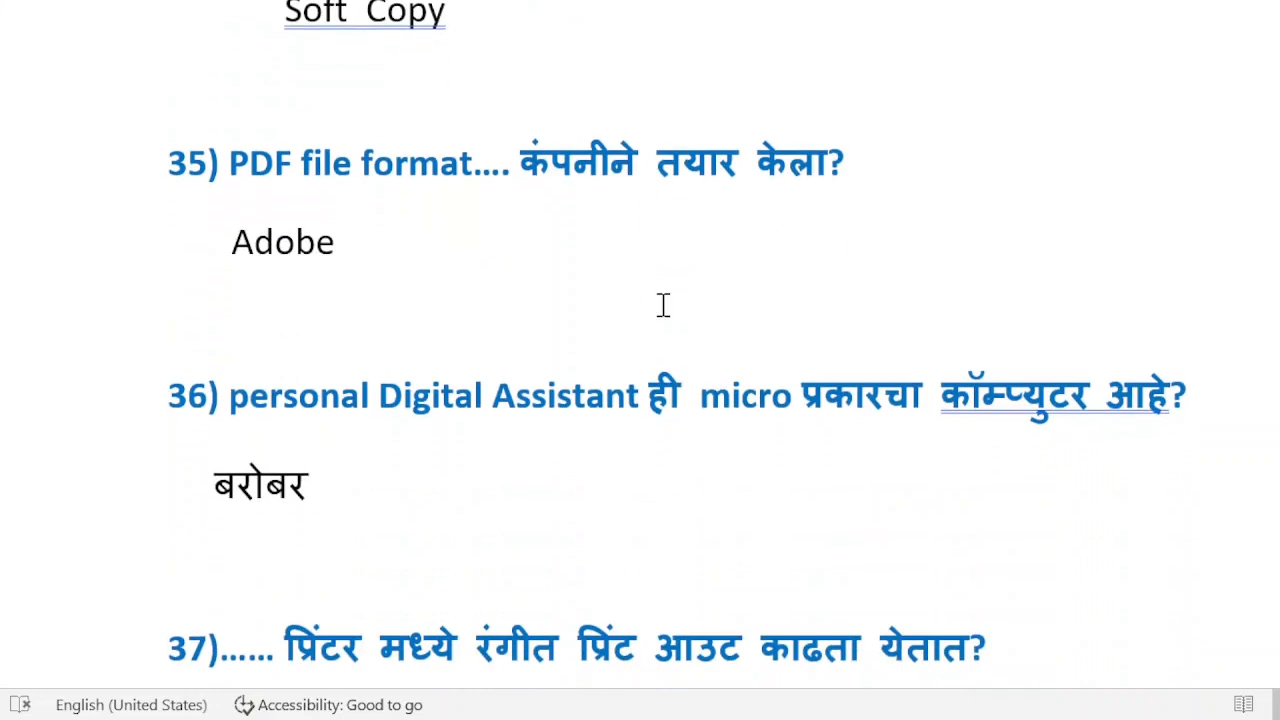 Soft Copy
35) PDF file format.... कंपनीने तयार केला?
Adobe
36) personal Digital Assistant ही micro प्रकारचा कॉम्प्युटर आहे?
बरोबर
37)...... प्रिंटर मध्ये रंगीत प्रिंट आउट काढता येतात?
English (United States) Accessibility: Good to go